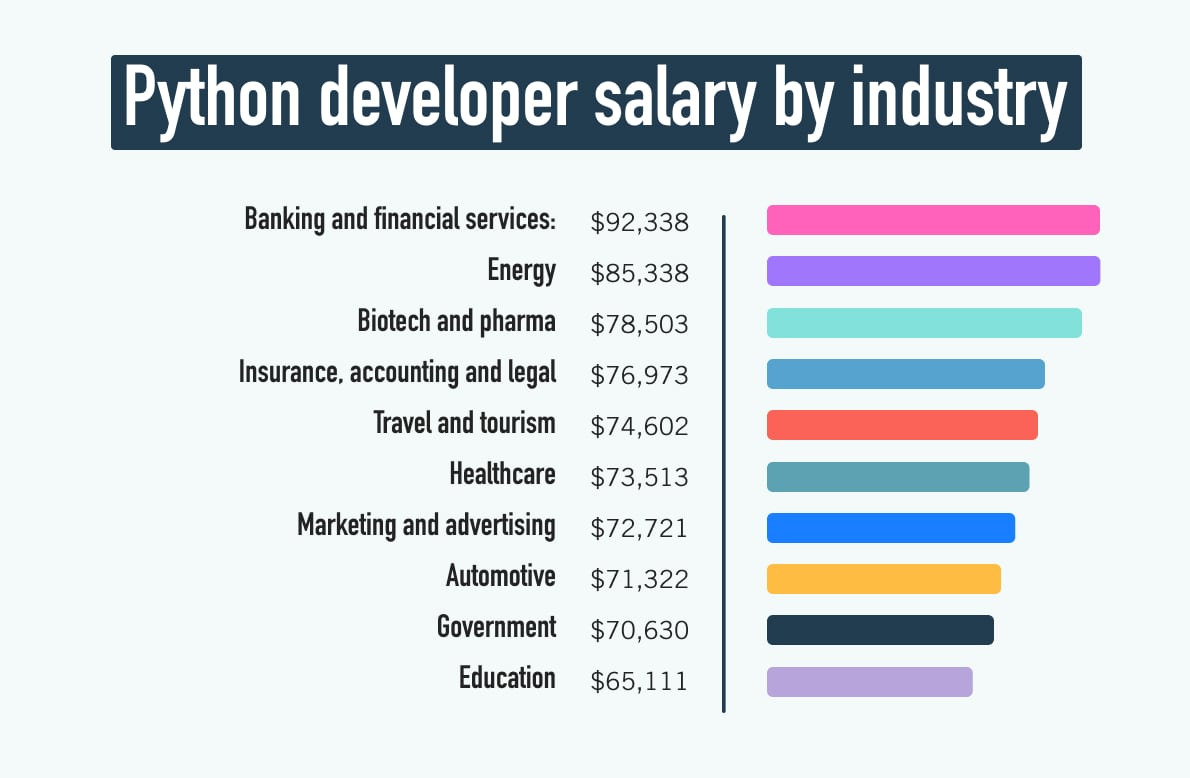 Python developer salary by industry
Banking and financial services: $92,338
Energy $85,338
Biotech and pharma $78,503
Insurance, accounting and legal $76,973
Travel and tourism $74,602
Healthcare $73,513
Marketing and advertising $72,721
Automotive $71,322
Government $70,630
Education $65,111